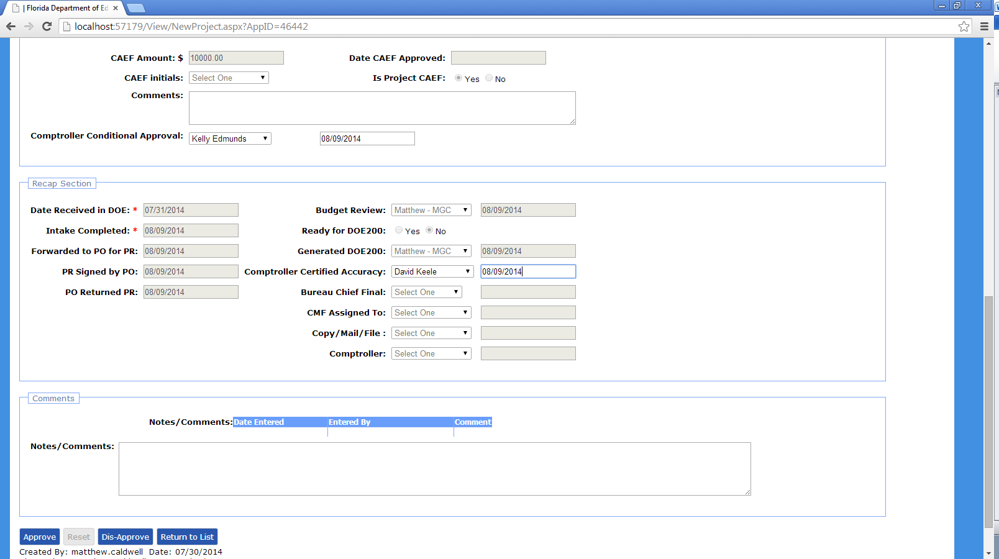 | Florida Department of Ed
localhost:57179/View/NewProject.aspx?AppID=46442
CAEF Amount: $ 10000.00 Date CAEF Approved:
CAEF initials: Select One Is Project CAEF: Yes No
Comments:
Comptroller Conditional Approval: Kelly Edmunds 08/09/2014
Recap Section
Date Received in DOE: * 07/31/2014 Budget Review: Matthew - MGC 08/09/2014
Intake Completed: * 08/09/2014 Ready for DOE200: Yes No
Forwarded to PO for PR: 08/09/2014 Generated DOE200: Matthew - MGC 08/09/2014
PR Signed by PO: 08/09/2014 Comptroller Certified Accuracy: David Keele 08/09/2014
PO Returned PR: 08/09/2014 Bureau Chief Final: Select One
CMF Assigned To: Select One
Copy/Mail/File : Select One
Comptroller: Select One
Comments
Notes/Comments: Date Entered Entered By Comment
Notes/Comments:
Approve Reset Dis-Approve Return to List
Created By: matthew.caldwell Date: 07/30/2014